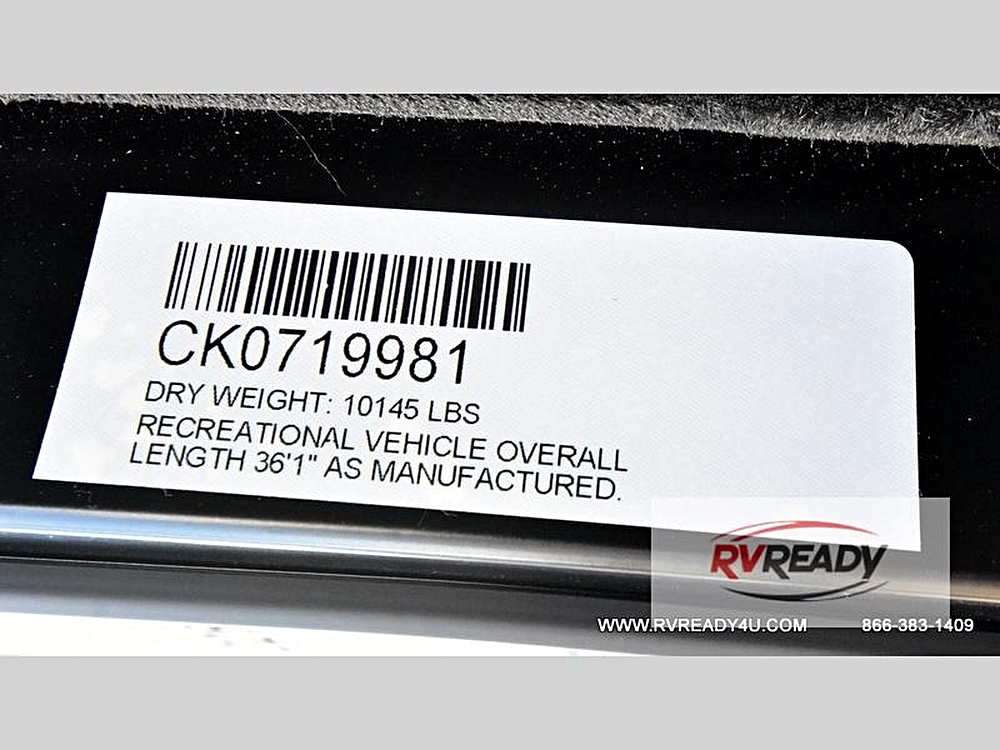 CK0719981
DRY WEIGHT: 10145 LBS
RECREATIONAL VEHICLE OVERALL
LENGTH 36'1" AS MANUFACTURED.
RVREADY
WWW.RVREADY4U.COM 866-383-1409